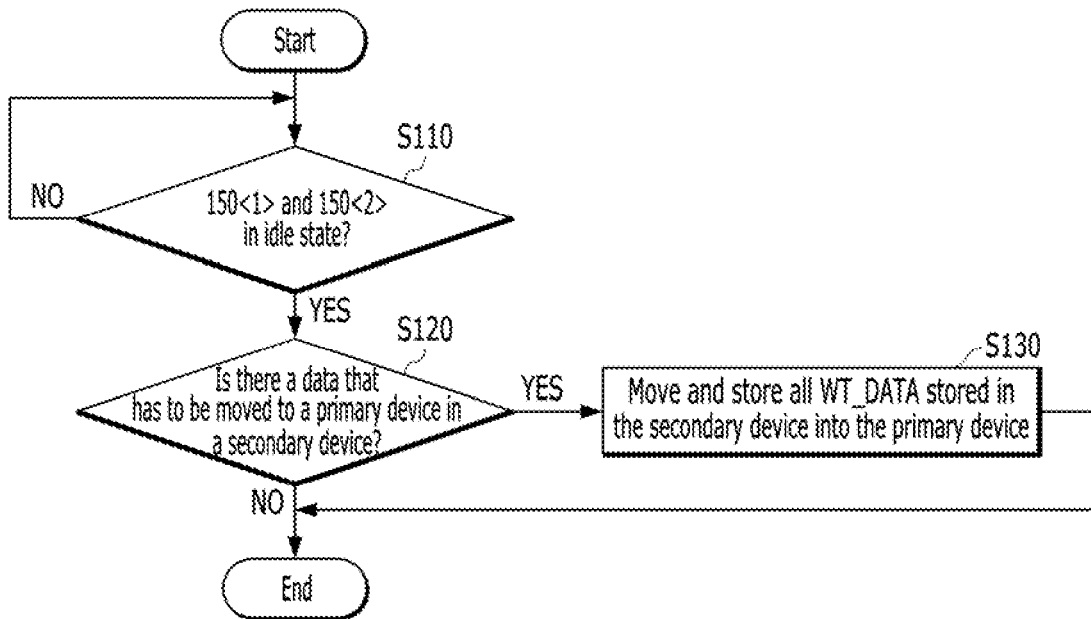 Start
S110
NO
150<1> and 150<2>
in idle state?
YES
S120
Is there a data that
has to be moved to a primary device in
a secondary device?
YES
S130
Move and store all WT_DATA stored in
the secondary device into the primary device
NO
End